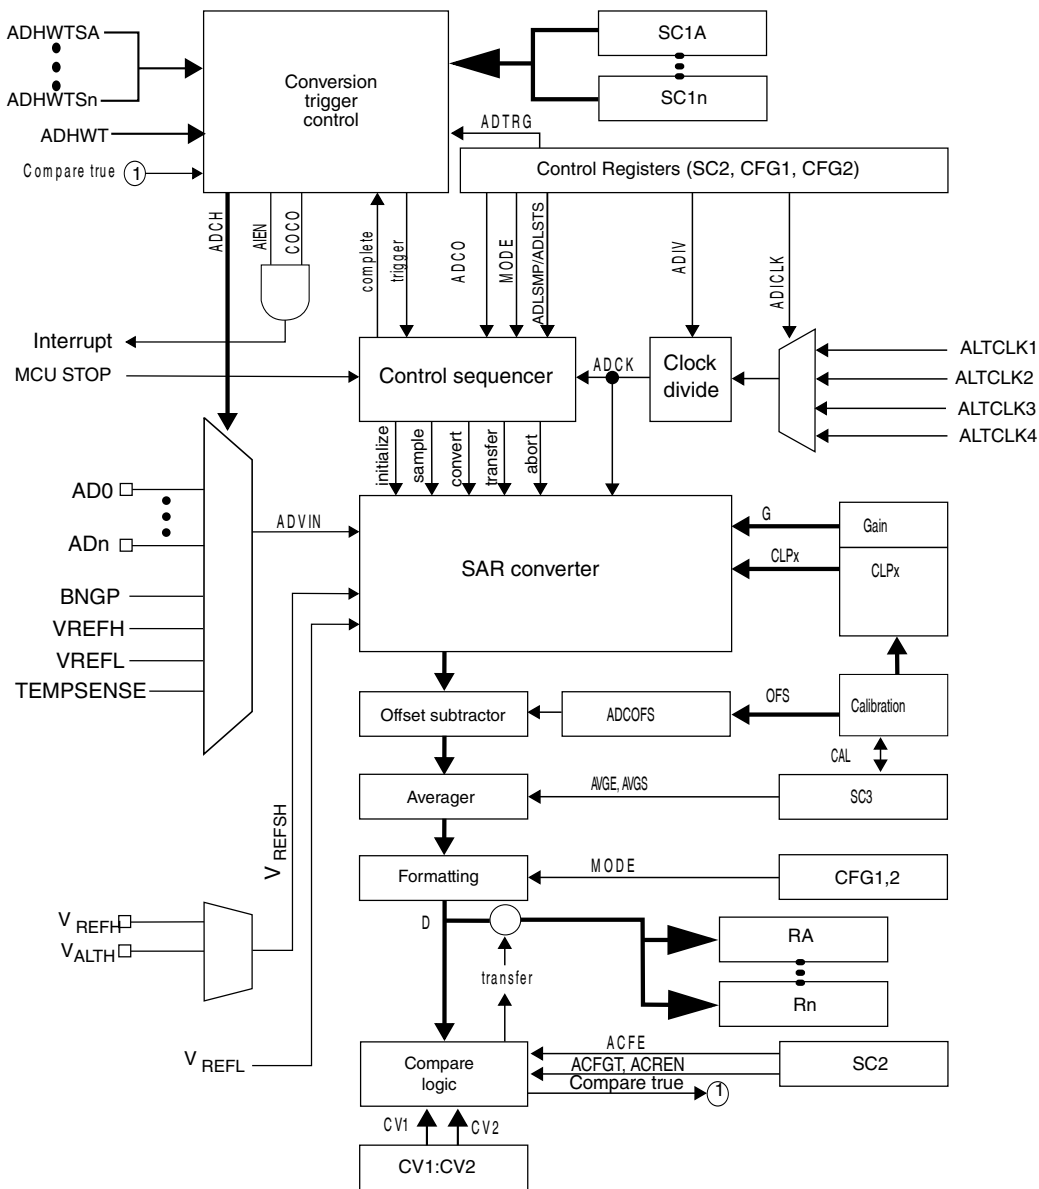 ADHWTSA
SC1A
Conversion
trigger
control
ADHWTSn
SC1n
ADTRG
ADHWT
Compare true 1
Control Registers (SC2, CFG1, CFG2)
ADCH
AIEN
COCO
complete
trigger
ADCO
MODE
ADLSMP/ADLSTS
ADIV
ADICLK
Interrupt
MCU STOP
Control sequencer
ADCK
Clock
divide
ALTCLK1
ALTCLK2
ALTCLK3
ALTCLK4
initialize
sample
convert
transfer
abort
AD0
ADn
ADVIN
SAR converter
G
Gain
CLPx
CLPx
BNGP
VREFH
VREFL
TEMPSENSE
Offset subtractor
ADCOFS
OFS
Calibration
CAL
Averager
AVGE, AVGS
SC3
V REFSH
Formatting
MODE
CFG1,2
D
V REFH
VALTH
RA
transfer
Rn
V REFL
Compare
logic
ACFE
ACFGT, ACREN
SC2
Compare true 1
CV1
CV2
CV1:CV2